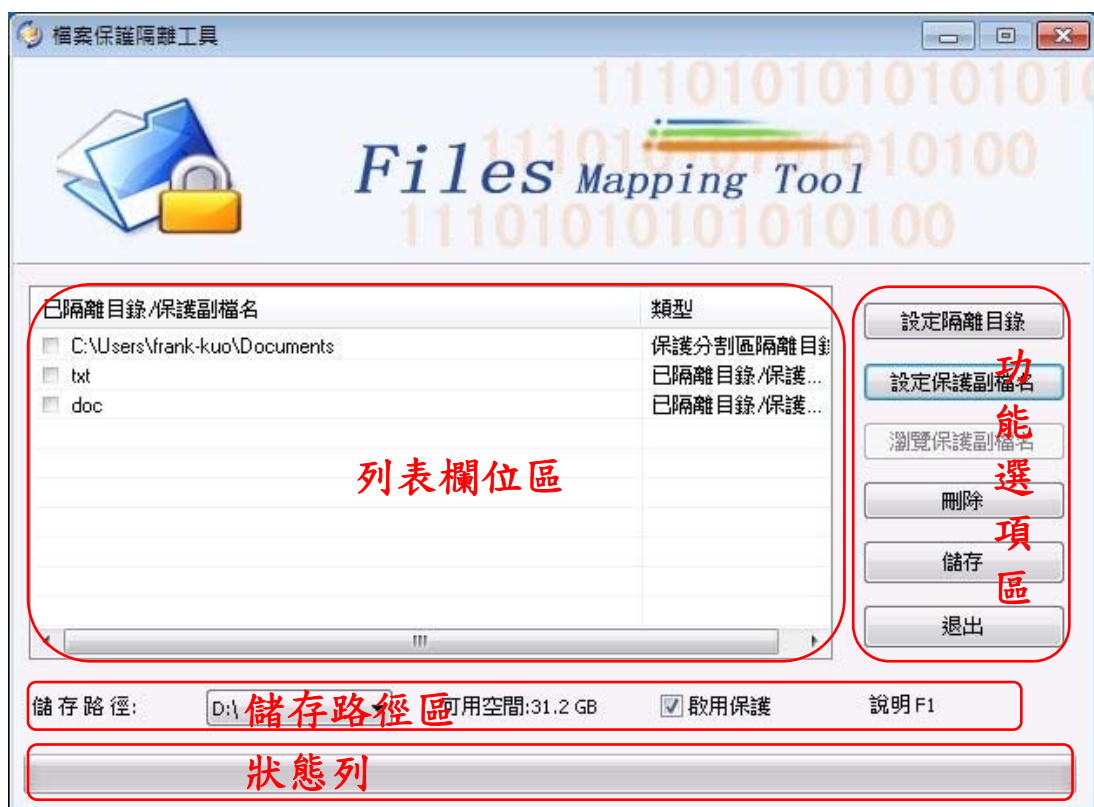 檔案保護隔離工具
11101010101010101010
Files Mapping Tool
1110101010101010100
1110101010101010100
已隔離目錄/保護副檔名 類型
C:\Users\frank-kuo\Documents 保護分割區隔離目錄
txt 已隔離目錄/保護...
doc 已隔離目錄/保護...
列表欄位區
設定隔離目錄
設定保護副檔名
瀏覽保護副檔名
刪除
儲存
退出
功能選項區
儲存路徑: D:\ 可用空間:31.2 GB 啟用保護 說明 F1
儲存路徑區
狀態列